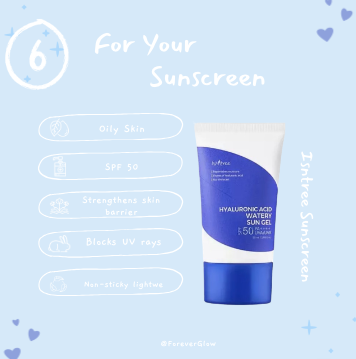 6
For Your
Sunscreen
Oily Skin
SPF 50
Strengthens skin
barrier
Blocks UV rays
Non-sticky lightwe
Isntree
HYALURONIC ACID
WATERY
SUN GEL
50
Isntree Sunscreen
@ForeverGlow